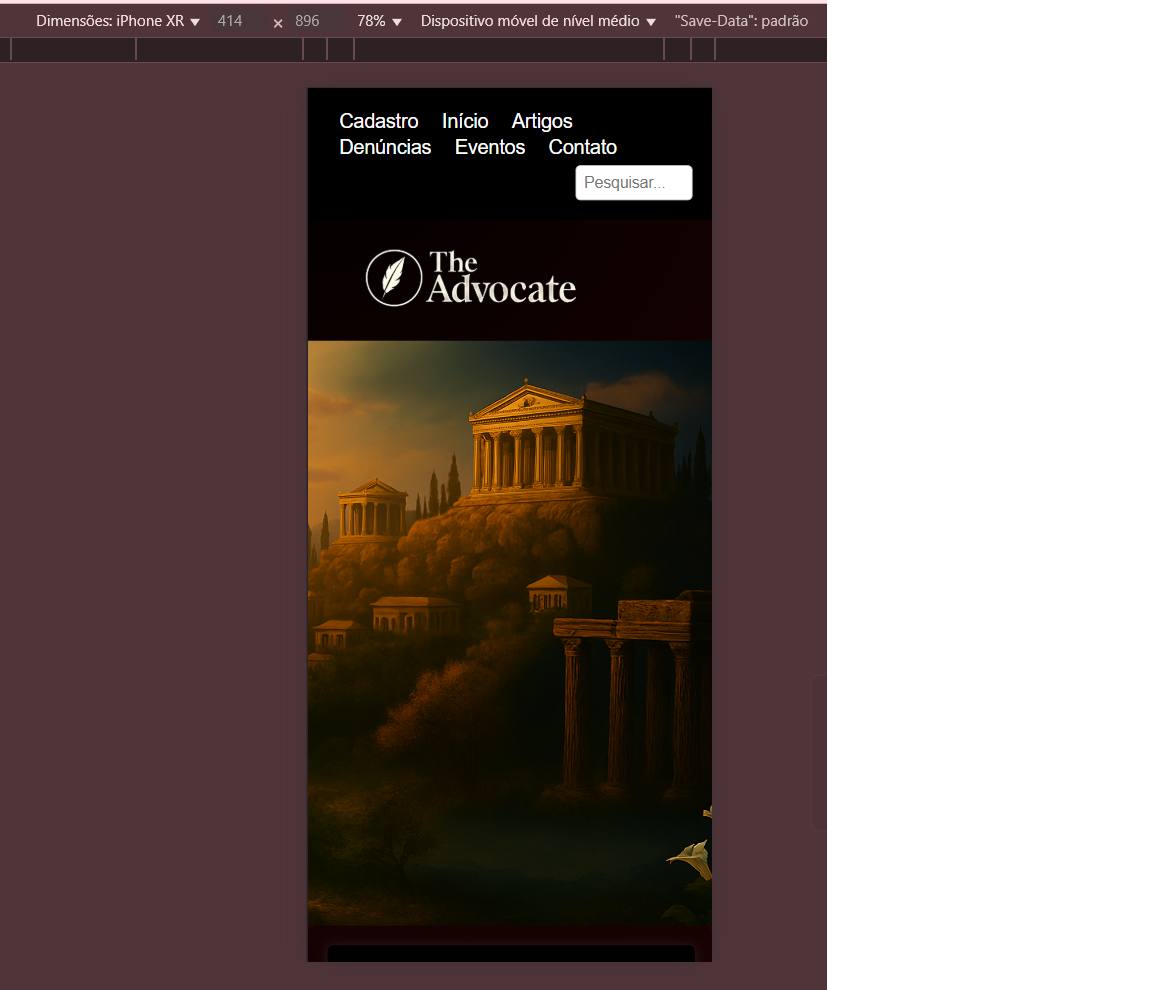 Dimensões: iPhone XR 414 × 896 78% Dispositivo móvel de nível médio "Save-Data": padrão
Cadastro Início Artigos
Denúncias Eventos Contato
Pesquisar...
The
Advocate